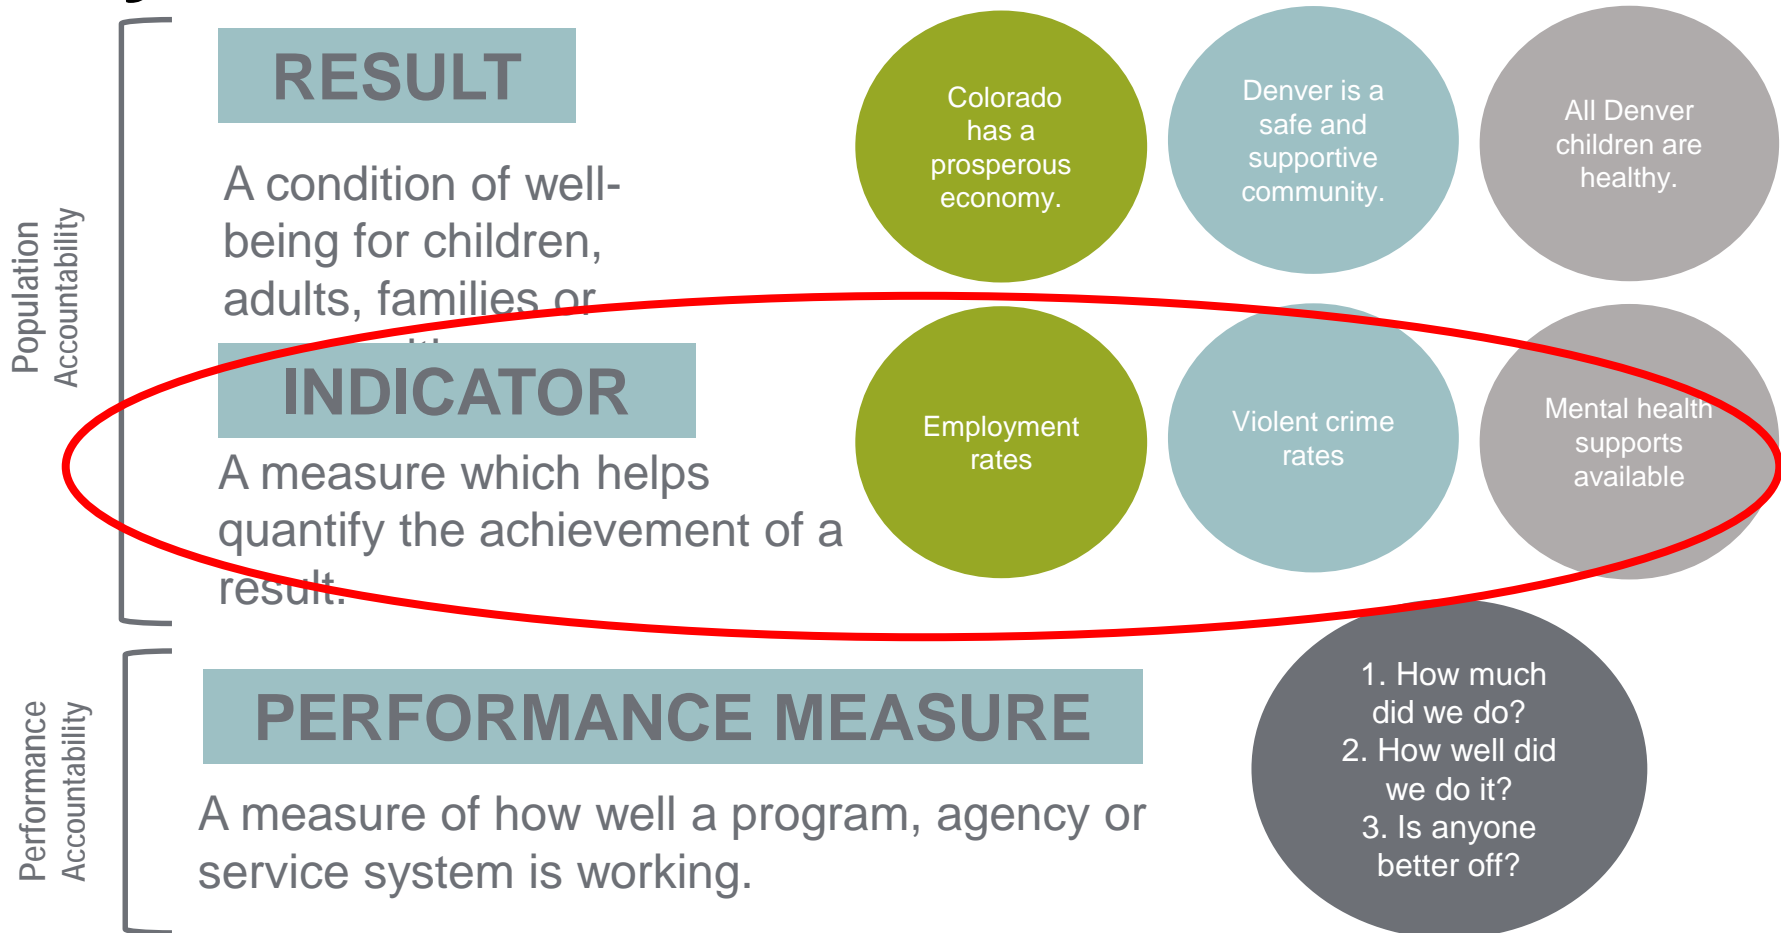 RESULT
A condition of well-
being for children,
adults, families or
Colorado
has a
prosperous
economy.
Denver is a
safe and
supportive
community.
All Denver
children are
healthy.
Population
Accountability
INDICATOR
A measure which helps
quantify the achievement of a
result.
Employment
rates
Violent crime
rates
Mental health
supports
available
Performance
Accountability
PERFORMANCE MEASURE
A measure of how well a program, agency or
service system is working.
1. How much
did we do?
2. How well did
we do it?
3. Is anyone
better off?